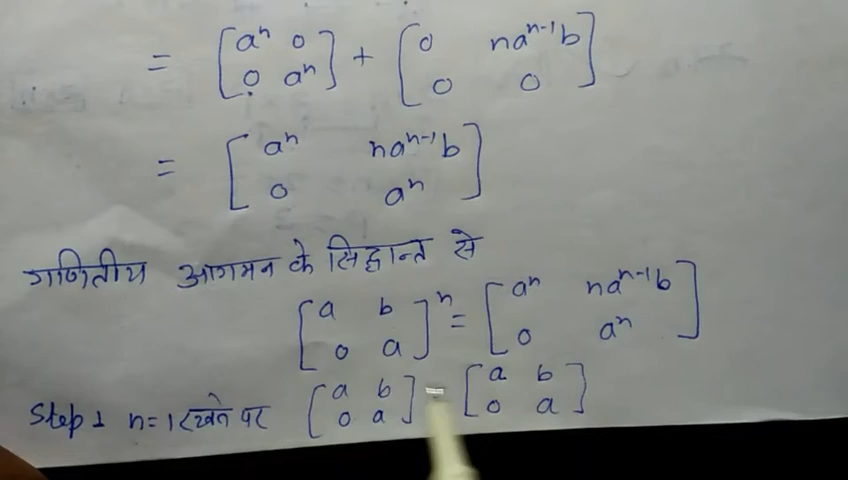 = [aⁿ 0
0 aⁿ] + [0 naⁿ⁻¹b
0 0]
= [aⁿ naⁿ⁻¹b
0 aⁿ]
गणितीय आगमन के सिद्धान्त से
[a b
0 a]ⁿ = [aⁿ naⁿ⁻¹b
0 aⁿ]
Step 1 n=1 रखने पर [a b
0 a] = [a b
0 a]